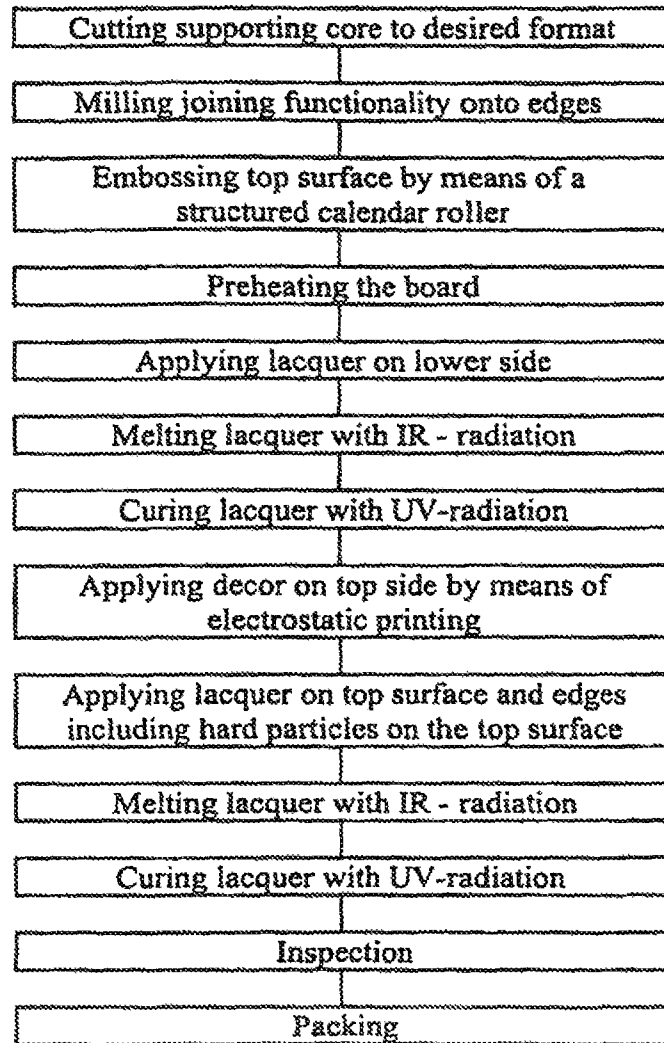 Cutting supporting core to desired format
Milling joining functionality onto edges
Embossing top surface by means of a
structured calendar roller
Preheating the board
Applying lacquer on lower side
Melting lacquer with IR - radiation
Curing lacquer with UV-radiation
Applying decor on top side by means of
electrostatic printing
Applying lacquer on top surface and edges
including hard particles on the top surface
Melting lacquer with IR - radiation
Curing lacquer with UV-radiation
Inspection
Packing